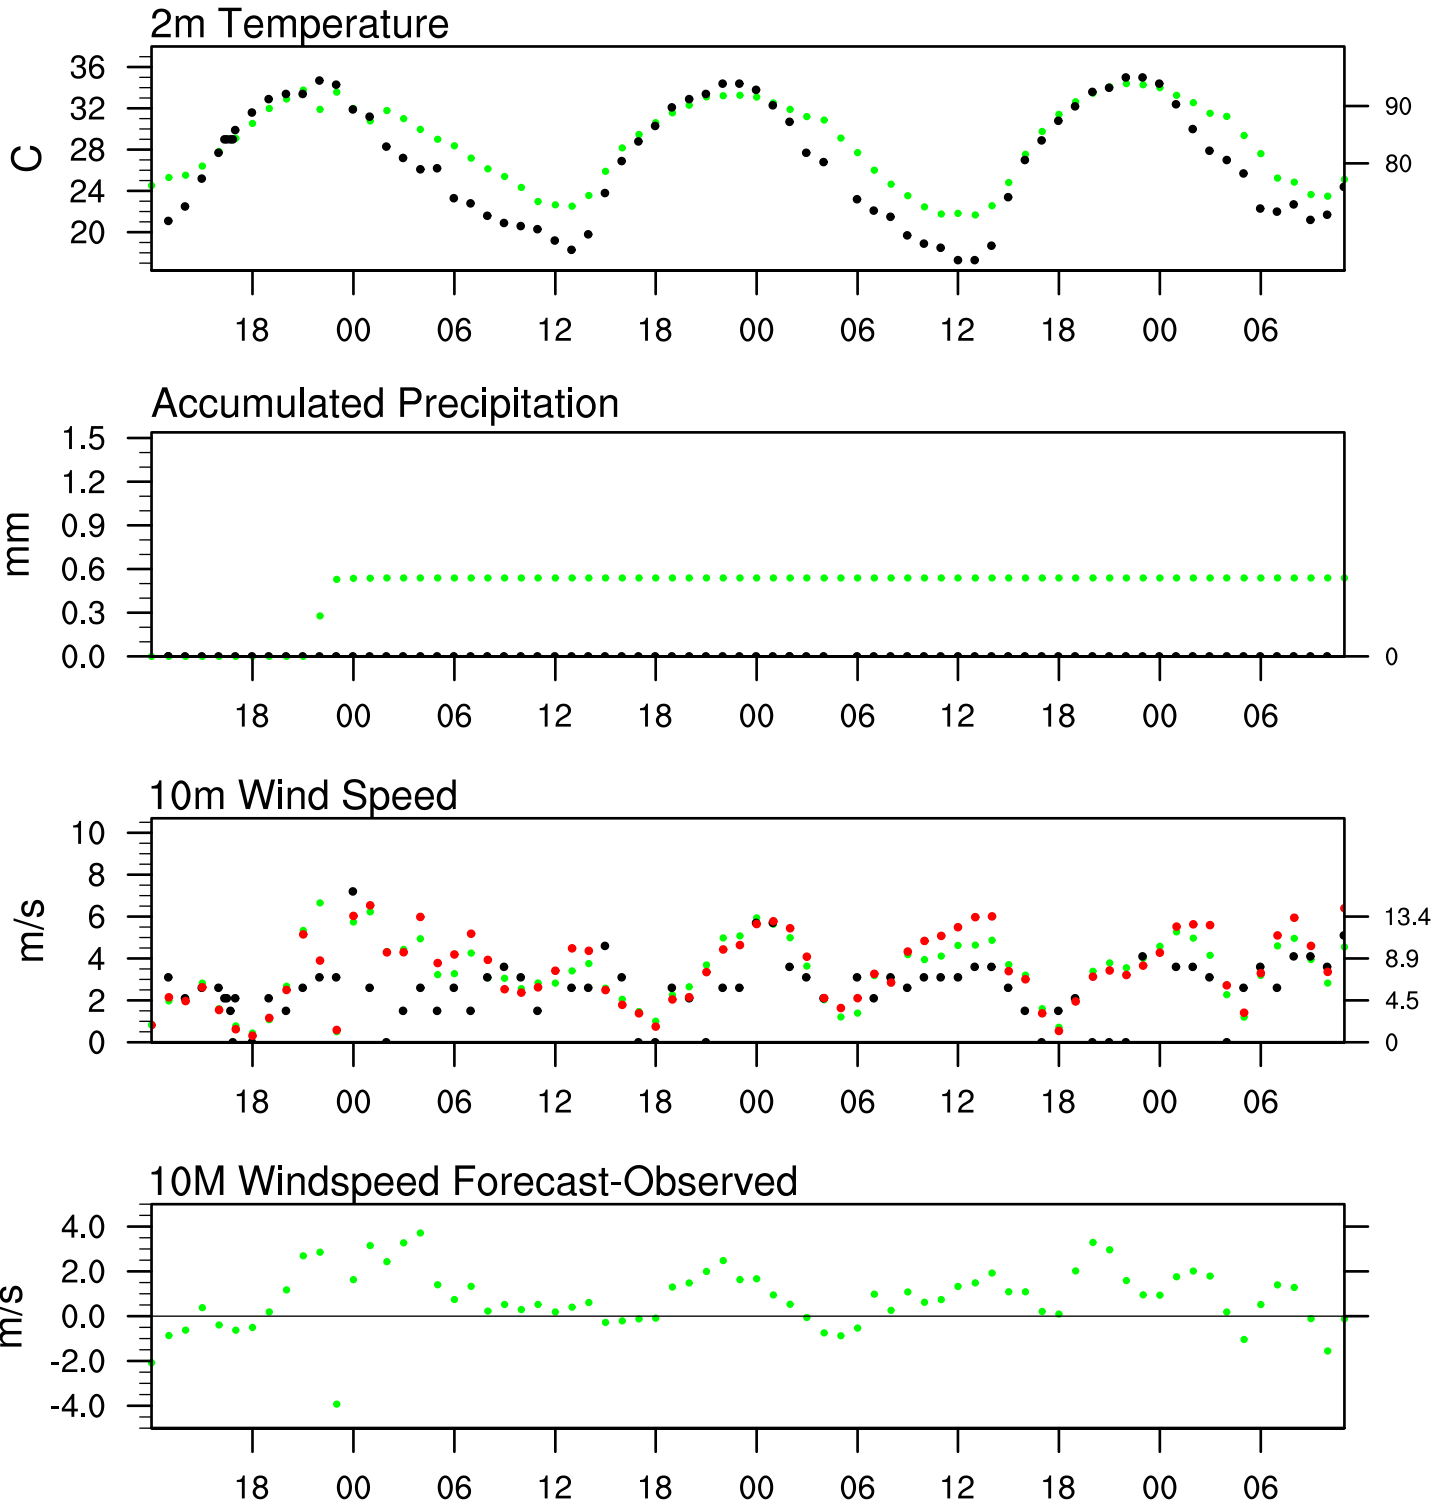 2m Temperature
36
32
28
24
20
C
90
80
18 00 06 12 18 00 06 12 18 00 06
Accumulated Precipitation
1.5
1.2
0.9
0.6
0.3
0.0
mm
0
18 00 06 12 18 00 06 12 18 00 06
10m Wind Speed
10
8
6
4
2
0
m/s
13.4
8.9
4.5
0
18 00 06 12 18 00 06 12 18 00 06
10M Windspeed Forecast-Observed
4.0
2.0
0.0
-2.0
-4.0
m/s
18 00 06 12 18 00 06 12 18 00 06